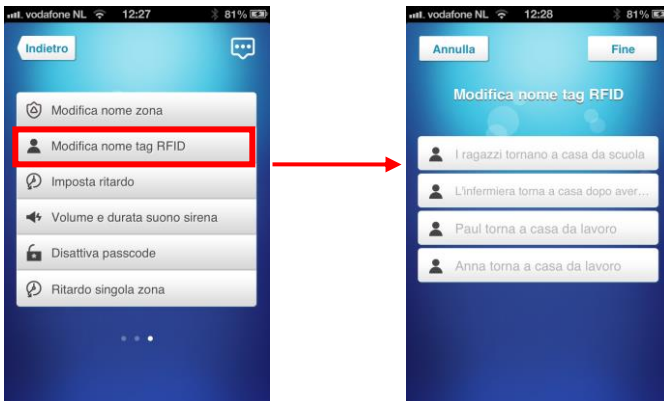 vodafone NL 12:27 81%
Indietro
Modifica nome zona
Modifica nome tag RFID
Imposta ritardo
Volume e durata suono sirena
Disattiva passcode
Ritardo singola zona
vodafone NL 12:28 81%
Annulla Fine
Modifica nome tag RFID
I ragazzi tornano a casa da scuola
L'infermiera torna a casa dopo aver...
Paul torna a casa da lavoro
Anna torna a casa da lavoro